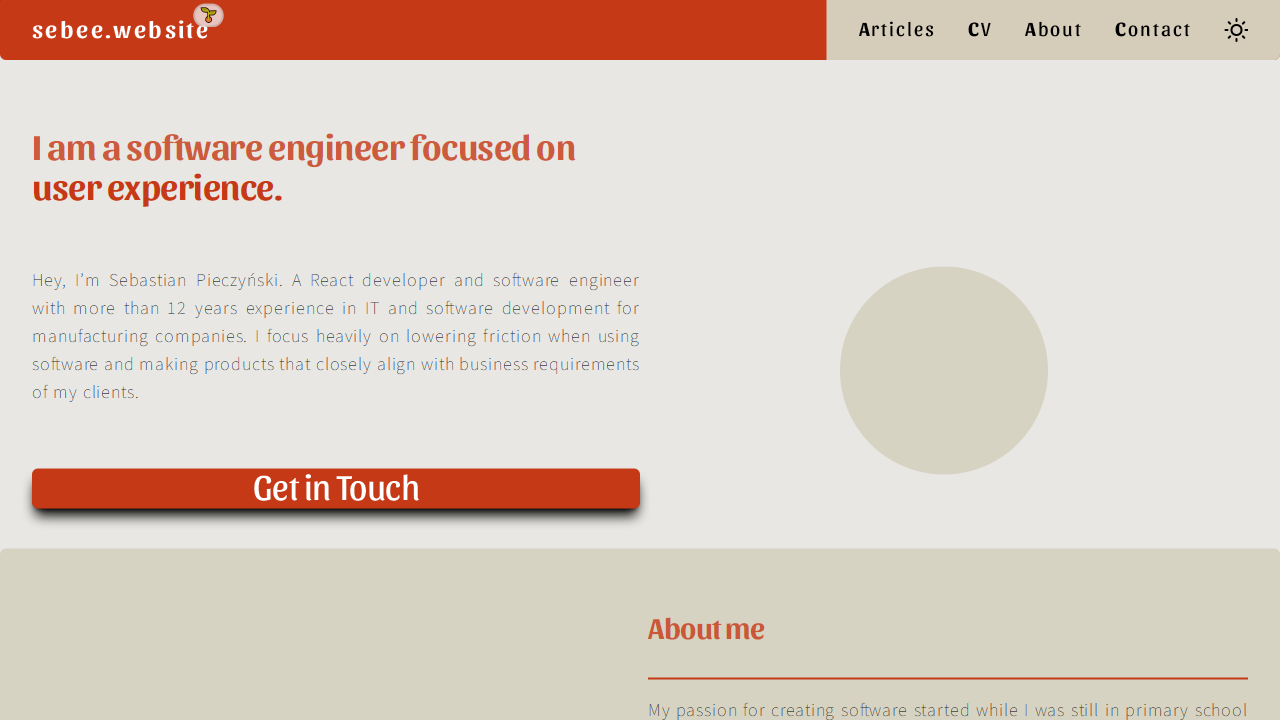 sebee.website
Articles
CV
About
Contact
I am a software engineer focused on
user experience.
Hey, I’m Sebastian Pieczyński. A React developer and software engineer
with more than 12 years experience in IT and software development for
manufacturing companies. I focus heavily on lowering friction when using
software and making products that closely align with business requirements
of my clients.
Get in Touch
About me
My passion for creating software started while I was still in primary school